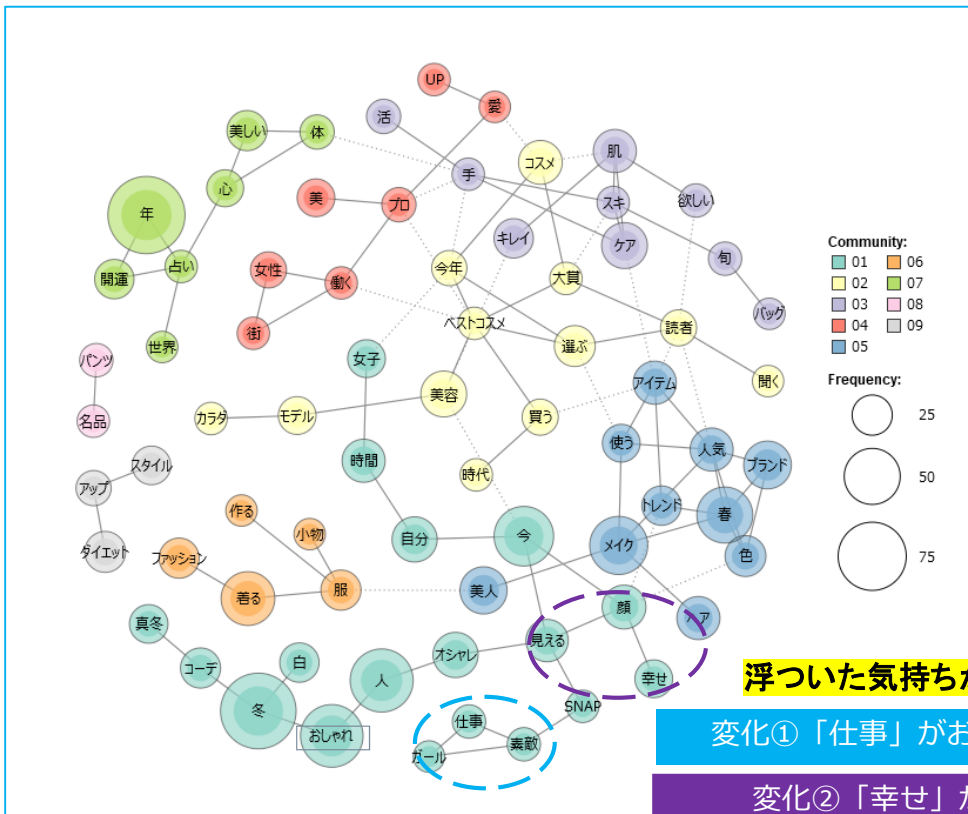 UP
愛
活
美しい
体
コスメ
肌
手
心
美
プロ
スキ
欲しい
年
キレイ
ケア
占い
開運
女性
働く
今年
大賞
旬
街
ベストコスメ
バッグ
世界
女子
選ぶ
読者
パンツ
アイテム
聞く
名品
美容
カラダ
モデル
買う
使う
人気
ブランド
スタイル
時間
時代
アップ
トレンド
春
作る
小物
自分
今
メイク
色
ダイエット
ファッション
着る
服
美人
顔
真冬
見える
コーデ
白
オシャレ
人
幸せ
冬
おしゃれ
仕事
SNAP
ガール
素敵
Community:
01 06
02 07
03 08
04 09
05
Frequency:
25
50
75
浮ついた気持ちが
変化①「仕事」がお
変化②「幸せ」が